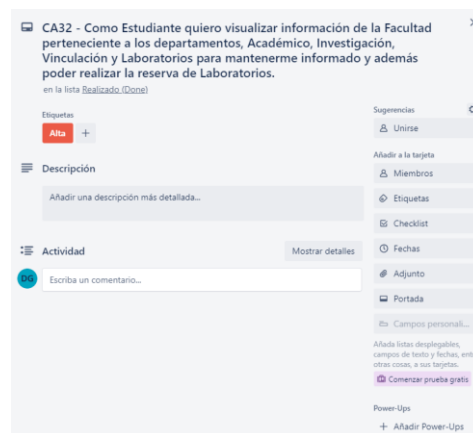 CA32 - Como Estudiante quiero visualizar información de la Facultad
perteneciente a los departamentos, Académico, Investigación,
Vinculación y Laboratorios para mantenerme informado y además
poder realizar la reserva de Laboratorios.
en la lista Realizado (Done)
Etiquetas
Alta +
Descripción
Añadir una descripción más detallada...
Actividad
Mostrar detalles
DG
Escriba un comentario...
Sugerencias
Unirse
Añadir a la tarjeta
Miembros
Etiquetas
Checklist
Fechas
Adjunto
Portada
Campos personali...
Añada listas desplegables,
campos de texto y fechas, ent
otras cosas, a sus tarjetas.
Comenzar prueba gratis
Power-Ups
+ Añadir Power-Ups